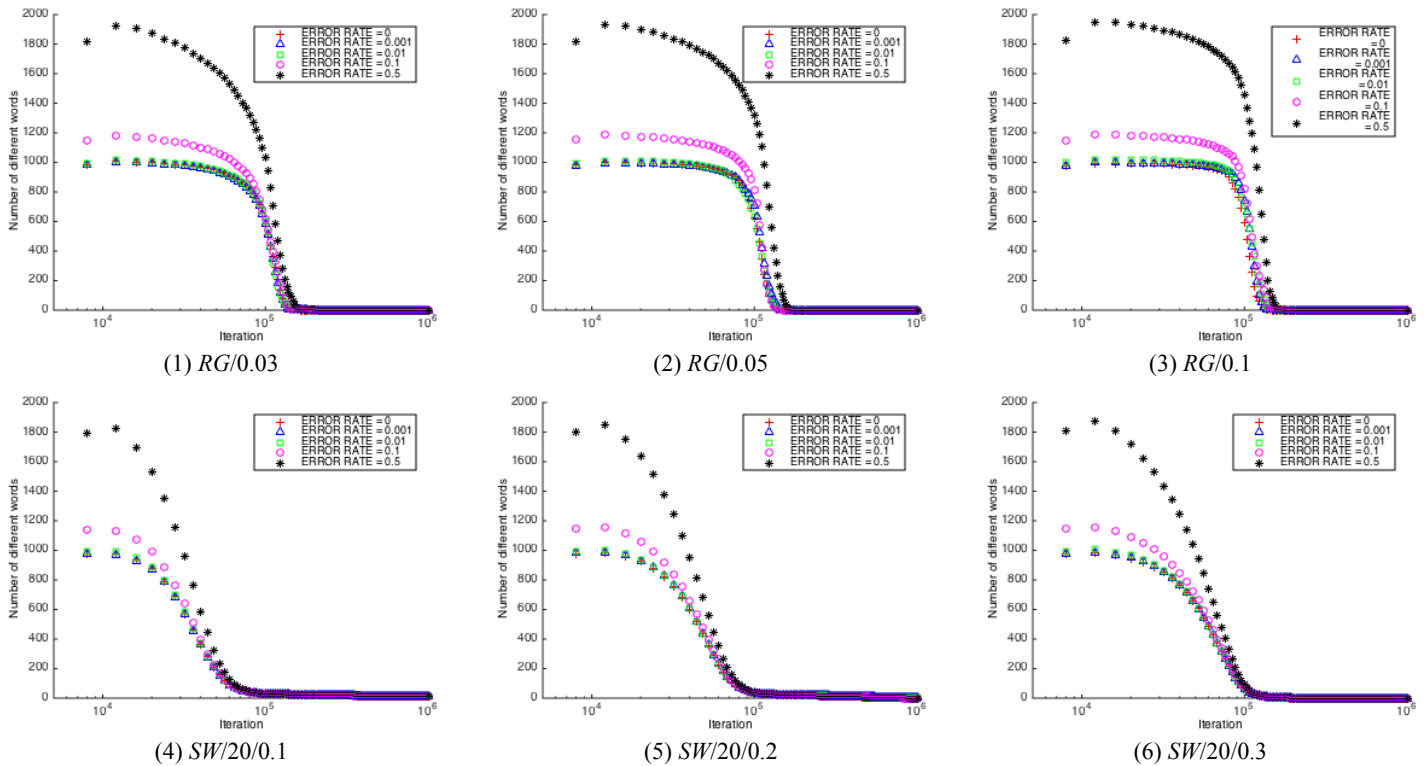 2000
1800
1600
1400
1200
1000
800
600
400
200
0
Number of different words
ERROR RATE = 0
ERROR RATE = 0.001
ERROR RATE = 0.01
ERROR RATE = 0.1
ERROR RATE = 0.5
10^4
10^5
10^6
Iteration
(1) RG/0.03
2000
1800
1600
1400
1200
1000
800
600
400
200
0
Number of different words
ERROR RATE = 0
ERROR RATE = 0.001
ERROR RATE = 0.01
ERROR RATE = 0.1
ERROR RATE = 0.5
10^4
10^5
10^6
Iteration
(2) RG/0.05
2000
1800
1600
1400
1200
1000
800
600
400
200
0
Number of different words
ERROR RATE
= 0
ERROR RATE
= 0.001
ERROR RATE
= 0.01
ERROR RATE
= 0.1
ERROR RATE
= 0.5
10^4
10^5
10^6
Iteration
(3) RG/0.1
2000
1800
1600
1400
1200
1000
800
600
400
200
0
Number of different words
ERROR RATE = 0
ERROR RATE = 0.001
ERROR RATE = 0.01
ERROR RATE = 0.1
ERROR RATE = 0.5
10^4
10^5
10^6
Iteration
(4) SW/20/0.1
2000
1800
1600
1400
1200
1000
800
600
400
200
0
Number of different words
ERROR RATE = 0
ERROR RATE = 0.001
ERROR RATE = 0.01
ERROR RATE = 0.1
ERROR RATE = 0.5
10^4
10^5
10^6
Iteration
(5) SW/20/0.2
2000
1800
1600
1400
1200
1000
800
600
400
200
0
Number of different words
ERROR RATE = 0
ERROR RATE = 0.001
ERROR RATE = 0.01
ERROR RATE = 0.1
ERROR RATE = 0.5
10^4
10^5
10^6
Iteration
(6) SW/20/0.3